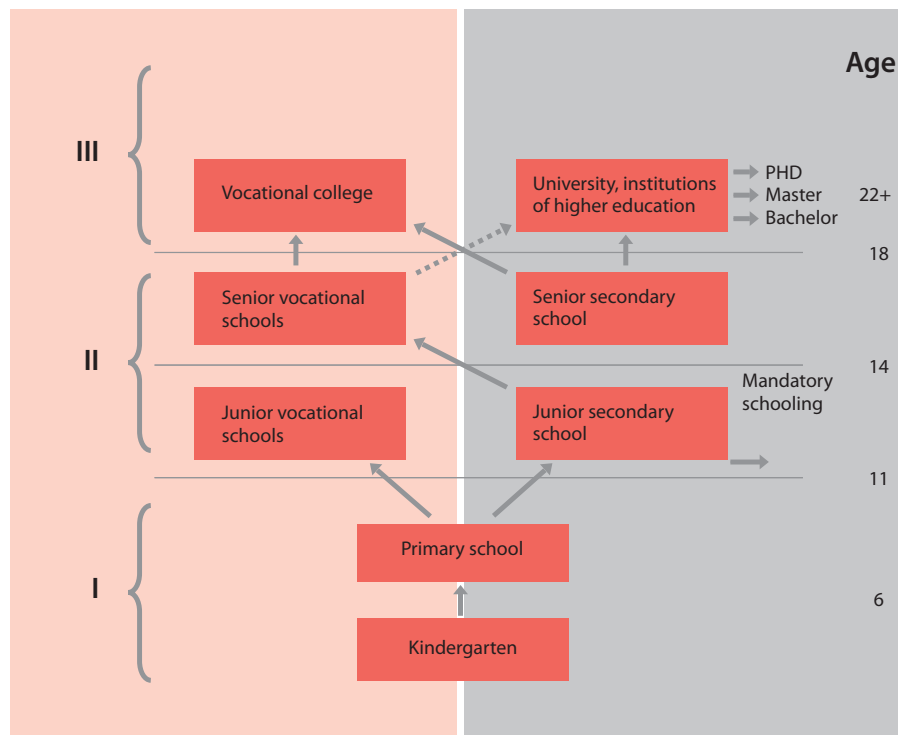 Age
III
Vocational college
University, institutions
of higher education
PHD
Master
Bachelor
22+
18
II
Senior vocational
schools
Senior secondary
school
14
Mandatory
schooling
Junior vocational
schools
Junior secondary
school
11
I
Primary school
6
Kindergarten